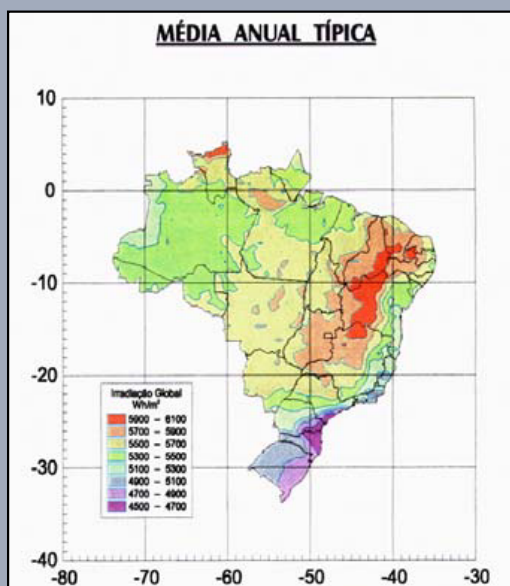 MÉDIA ANUAL TÍPICA
10
0
-10
-20
-30
-40
-80
-70
-60
-50
-40
-30
Irradiação Global
Wh/m²
5900 – 6100
5700 – 5900
5500 – 5700
5300 – 5500
5100 – 5300
4900 – 5100
4700 – 4900
4500 – 4700